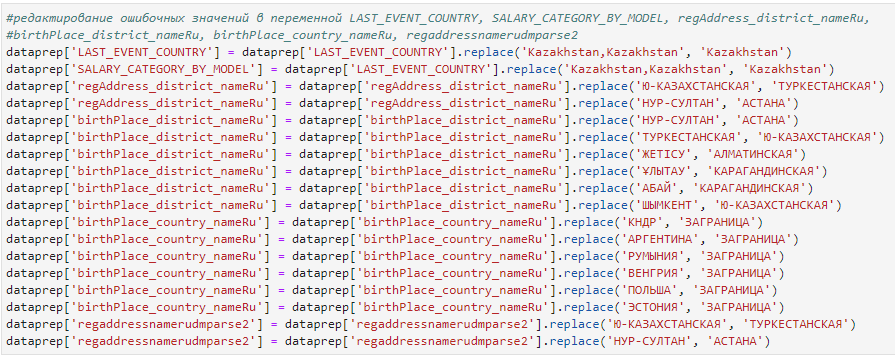 #редактирование ошибочных значений в переменной LAST_EVENT_COUNTRY, SALARY_CATEGORY_BY_MODEL, regAddress_district_nameRu,
#birthPlace_district_nameRu, birthPlace_country_nameRu, regaddressnamerudmparse2
dataprep['LAST_EVENT_COUNTRY'] = dataprep['LAST_EVENT_COUNTRY'].replace('Kazakhstan,Kazakhstan', 'Kazakhstan')
dataprep['SALARY_CATEGORY_BY_MODEL'] = dataprep['LAST_EVENT_COUNTRY'].replace('Kazakhstan,Kazakhstan', 'Kazakhstan')
dataprep['regAddress_district_nameRu'] = dataprep['regAddress_district_nameRu'].replace('Ю-КАЗАХСТАНСКАЯ', 'ТУРКЕСТАНСКАЯ')
dataprep['regAddress_district_nameRu'] = dataprep['regAddress_district_nameRu'].replace('НУР-СУЛТАН', 'АСТАНА')
dataprep['birthPlace_district_nameRu'] = dataprep['birthPlace_district_nameRu'].replace('НУР-СУЛТАН', 'АСТАНА')
dataprep['birthPlace_district_nameRu'] = dataprep['birthPlace_district_nameRu'].replace('ТУРКЕСТАНСКАЯ', 'Ю-КАЗАХСТАНСКАЯ')
dataprep['birthPlace_district_nameRu'] = dataprep['birthPlace_district_nameRu'].replace('ЖЕТІСУ', 'АЛМАТИНСКАЯ')
dataprep['birthPlace_district_nameRu'] = dataprep['birthPlace_district_nameRu'].replace('ҰЛЫТАУ', 'КАРАГАНДИНСКАЯ')
dataprep['birthPlace_district_nameRu'] = dataprep['birthPlace_district_nameRu'].replace('АБАЙ', 'КАРАГАНДИНСКАЯ')
dataprep['birthPlace_district_nameRu'] = dataprep['birthPlace_district_nameRu'].replace('ШЫМКЕНТ', 'Ю-КАЗАХСТАНСКАЯ')
dataprep['birthPlace_country_nameRu'] = dataprep['birthPlace_country_nameRu'].replace('КНДР', 'ЗАГРАНИЦА')
dataprep['birthPlace_country_nameRu'] = dataprep['birthPlace_country_nameRu'].replace('АРГЕНТИНА', 'ЗАГРАНИЦА')
dataprep['birthPlace_country_nameRu'] = dataprep['birthPlace_country_nameRu'].replace('РУМЫНИЯ', 'ЗАГРАНИЦА')
dataprep['birthPlace_country_nameRu'] = dataprep['birthPlace_country_nameRu'].replace('ВЕНГРИЯ', 'ЗАГРАНИЦА')
dataprep['birthPlace_country_nameRu'] = dataprep['birthPlace_country_nameRu'].replace('ПОЛЬША', 'ЗАГРАНИЦА')
dataprep['birthPlace_country_nameRu'] = dataprep['birthPlace_country_nameRu'].replace('ЭСТОНИЯ', 'ЗАГРАНИЦА')
dataprep['regaddressnamerudmparse2'] = dataprep['regaddressnamerudmparse2'].replace('Ю-КАЗАХСТАНСКАЯ', 'ТУРКЕСТАНСКАЯ')
dataprep['regaddressnamerudmparse2'] = dataprep['regaddressnamerudmparse2'].replace('НУР-СУЛТАН', 'АСТАНА')